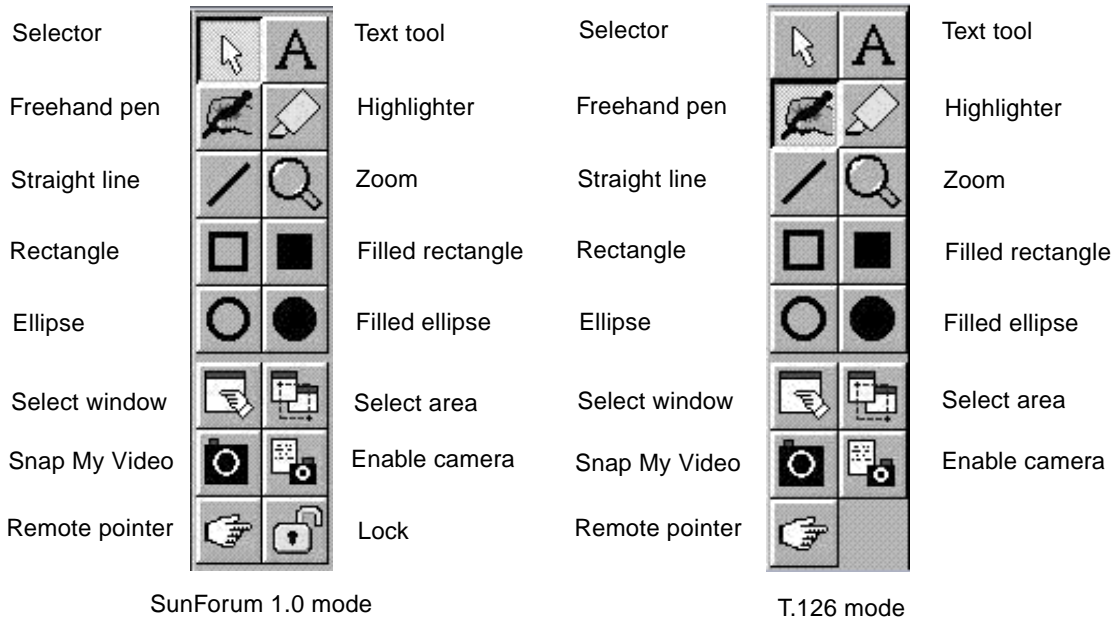 Selector
Text tool
Freehand pen
Highlighter
Straight line
Zoom
Rectangle
Filled rectangle
Ellipse
Filled ellipse
Select window
Select area
Snap My Video
Enable camera
Remote pointer
Lock
SunForum 1.0 mode
Selector
Text tool
Freehand pen
Highlighter
Straight line
Zoom
Rectangle
Filled rectangle
Ellipse
Filled ellipse
Select window
Select area
Snap My Video
Enable camera
Remote pointer
T.126 mode